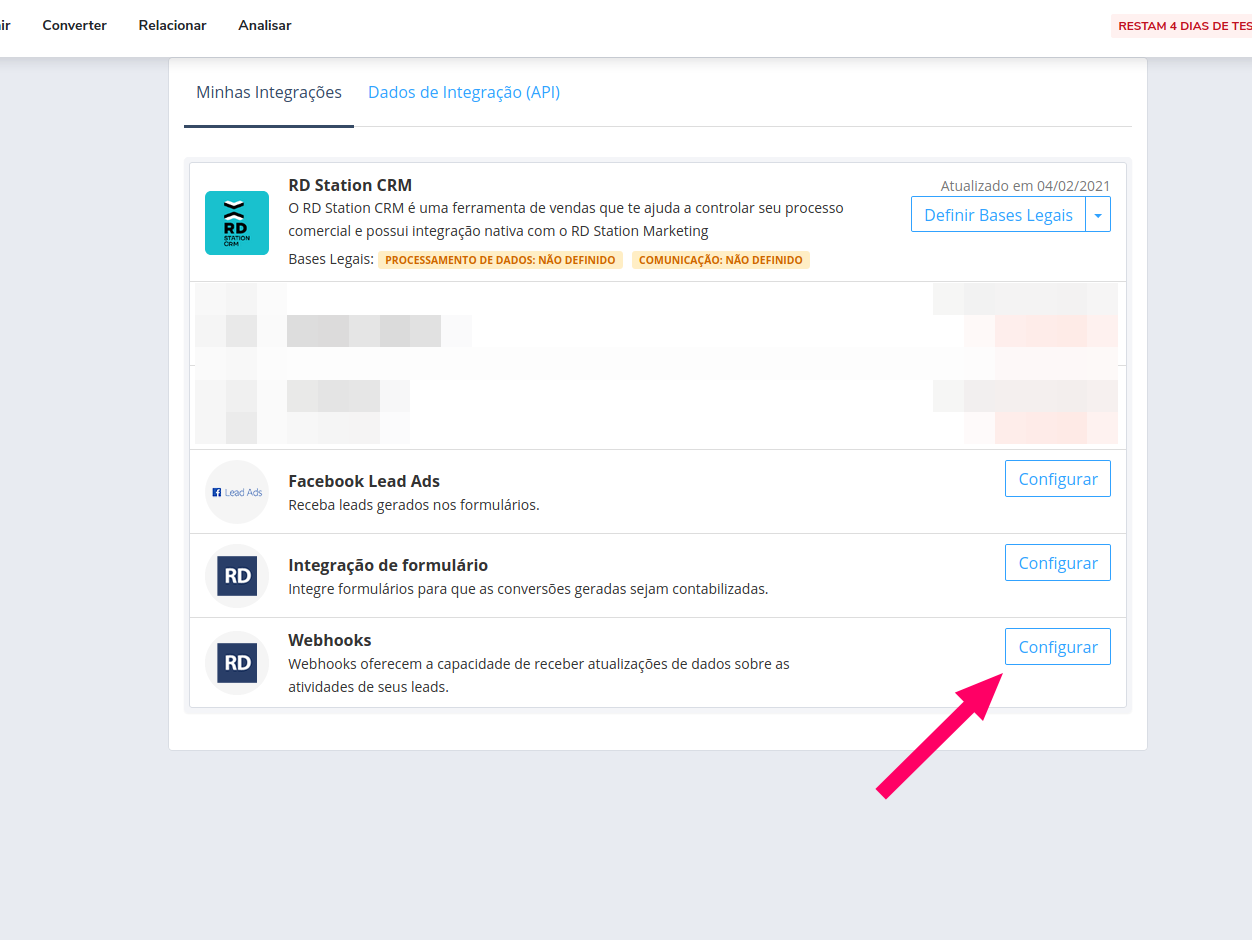 ir Converter Relacionar Analisar RESTAM 4 DIAS DE TES
Minhas Integrações Dados de Integração (API)
RD Station CRM
Atualizado em 04/02/2021
O RD Station CRM é uma ferramenta de vendas que te ajuda a controlar seu processo
comercial e possui integração nativa com o RD Station Marketing
Definir Bases Legais
RD
STATION
CRM
Bases Legais: PROCESSAMENTO DE DADOS: NÃO DEFINIDO COMUNICAÇÃO: NÃO DEFINIDO
Lead Ads
Facebook Lead Ads
Receba leads gerados nos formulários.
Configurar
RD
Integração de formulário
Integre formulários para que as conversões geradas sejam contabilizadas.
Configurar
RD
Webhooks
Webhooks oferecem a capacidade de receber atualizações de dados sobre as
atividades de seus leads.
Configurar